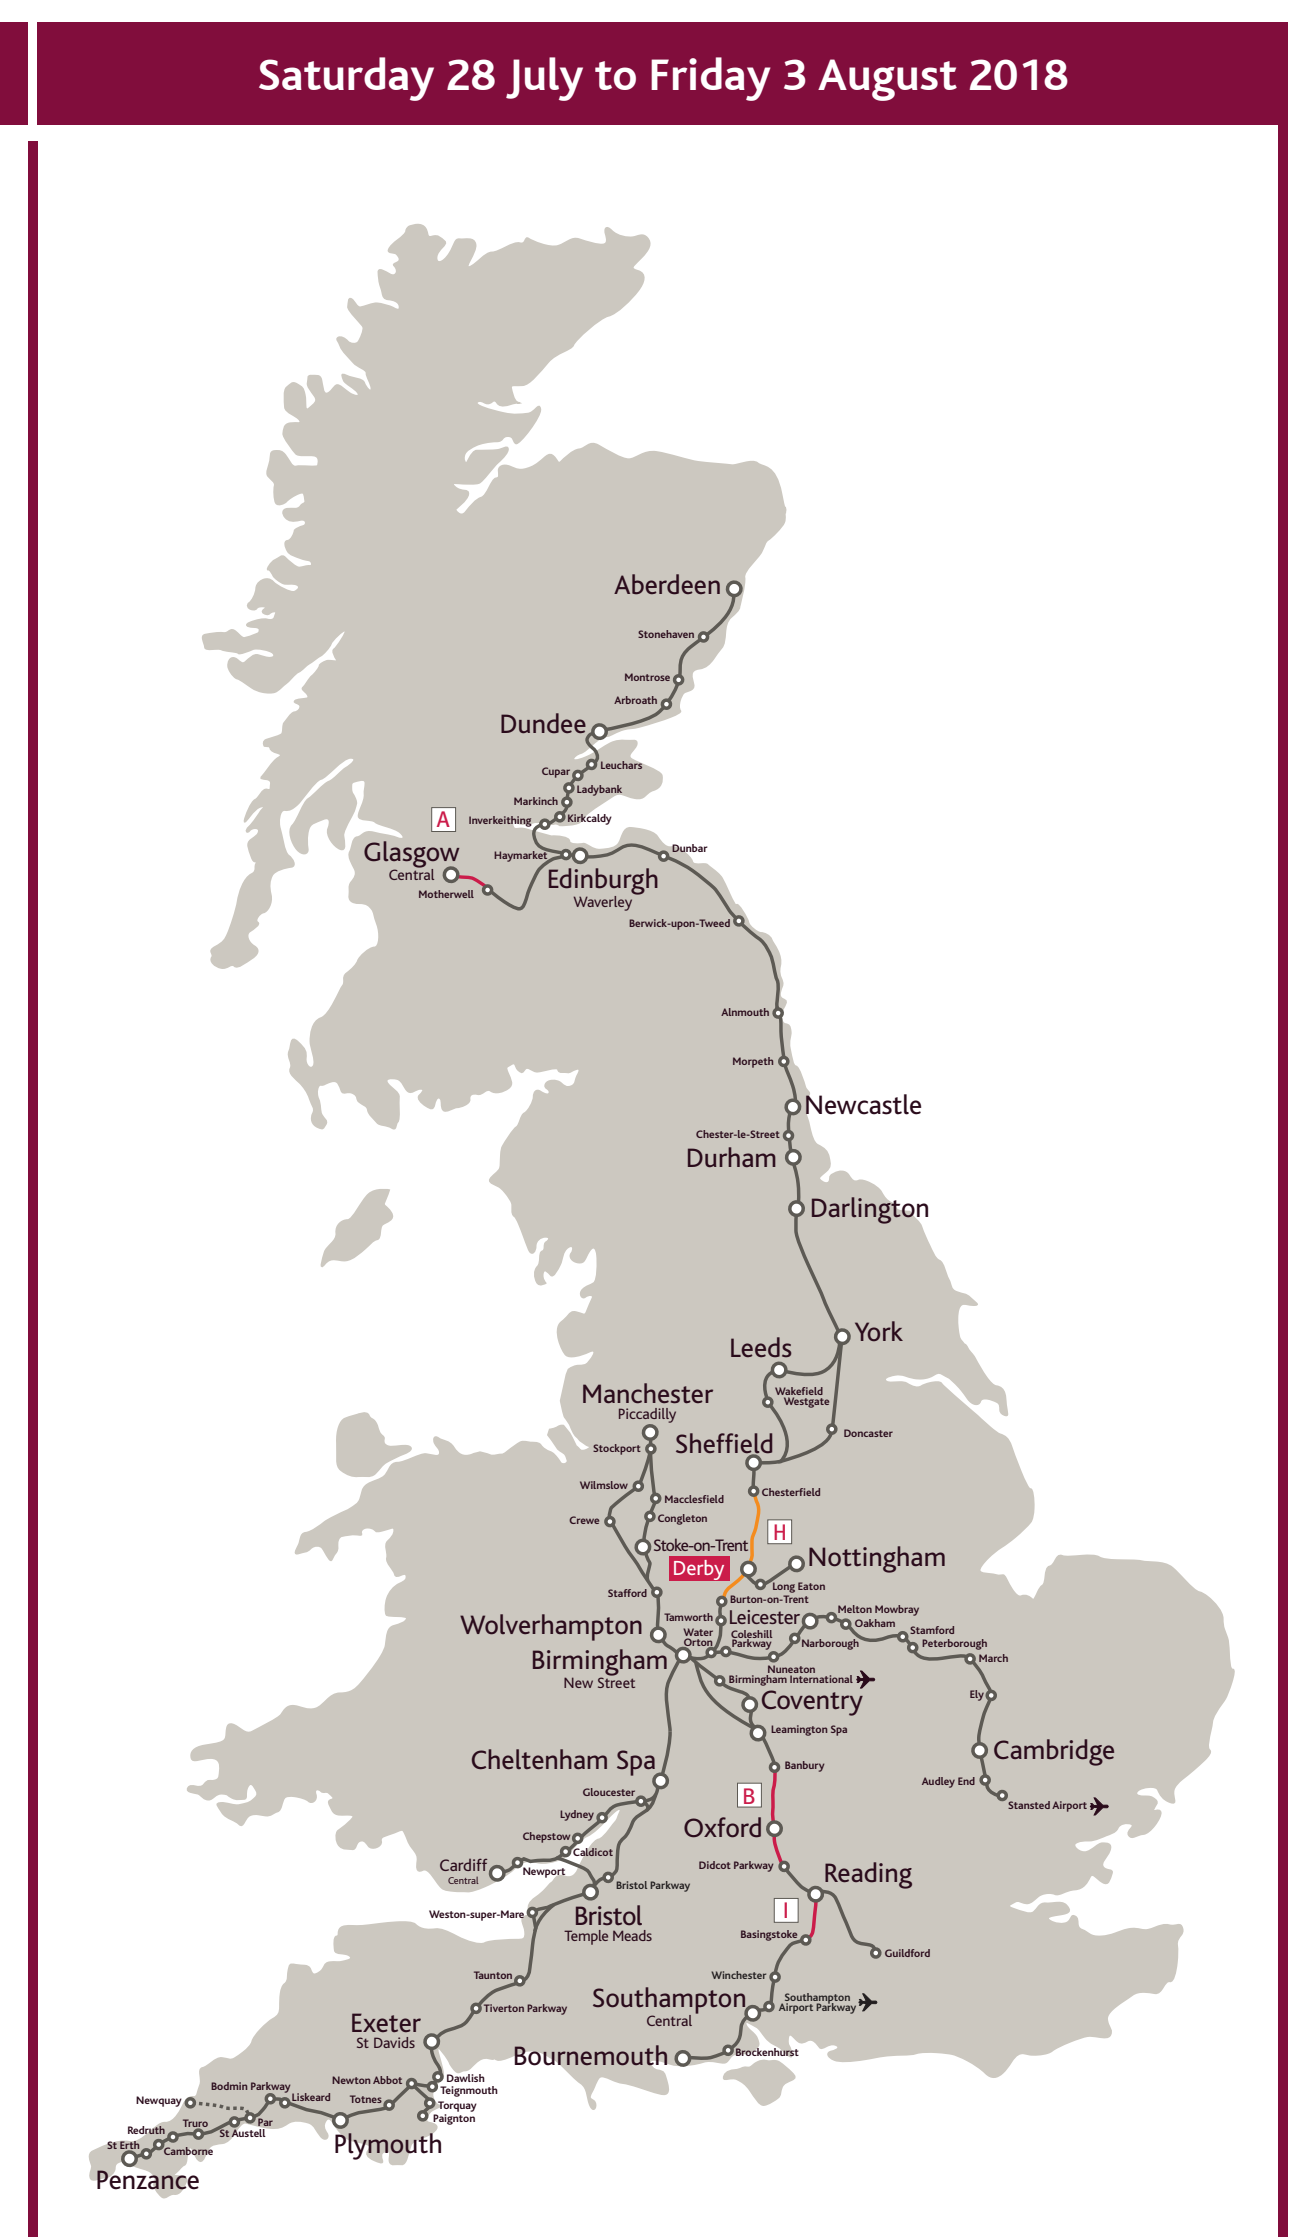 Saturday 28 July to Friday 3 August 2018
Aberdeen
Stonehaven
Montrose
Arbroath
Dundee
Leuchars
Cupar
Ladybank
Markinch
Kirkcaldy
Inverkeithing
A
Glasgow
Central
Motherwell
Haymarket
Edinburgh
Waverley
Dunbar
Berwick-upon-Tweed
Alnmouth
Morpeth
Newcastle
Chester-le-Street
Durham
Darlington
York
Leeds
Wakefield
Westgate
Manchester
Piccadilly
Doncaster
Sheffield
Stockport
Wilmslow
Chesterfield
Macclesfield
Crewe
Congleton
H
Stoke-on-Trent
Nottingham
Derby
Long Eaton
Stafford
Burton-on-Trent
Melton Mowbray
Tamworth
Leicester
Oakham
Wolverhampton
Water
Orton
Coleshill
Parkway
Narborough
Stamford
Peterborough
Birmingham
New Street
March
Nuneaton
Birmingham International
Ely
Coventry
Leamington Spa
Cambridge
Cheltenham Spa
Banbury
Audley End
Gloucester
B
Stansted Airport
Lydney
Oxford
Chepstow
Caldicot
Cardiff
Central
Newport
Didcot Parkway
Reading
Bristol Parkway
I
Weston-super-Mare
Bristol
Temple Meads
Basingstoke
Guildford
Taunton
Winchester
Southampton
Central
Southampton
Airport Parkway
Tiverton Parkway
Exeter
St Davids
Bournemouth
Brockenhurst
Dawlish
Newton Abbot
Teignmouth
Bodmin Parkway
Liskeard
Totnes
Newquay
Torquay
Paignton
Par
Truro
St Austell
Redruth
Plymouth
St Erth
Camborne
Penzance